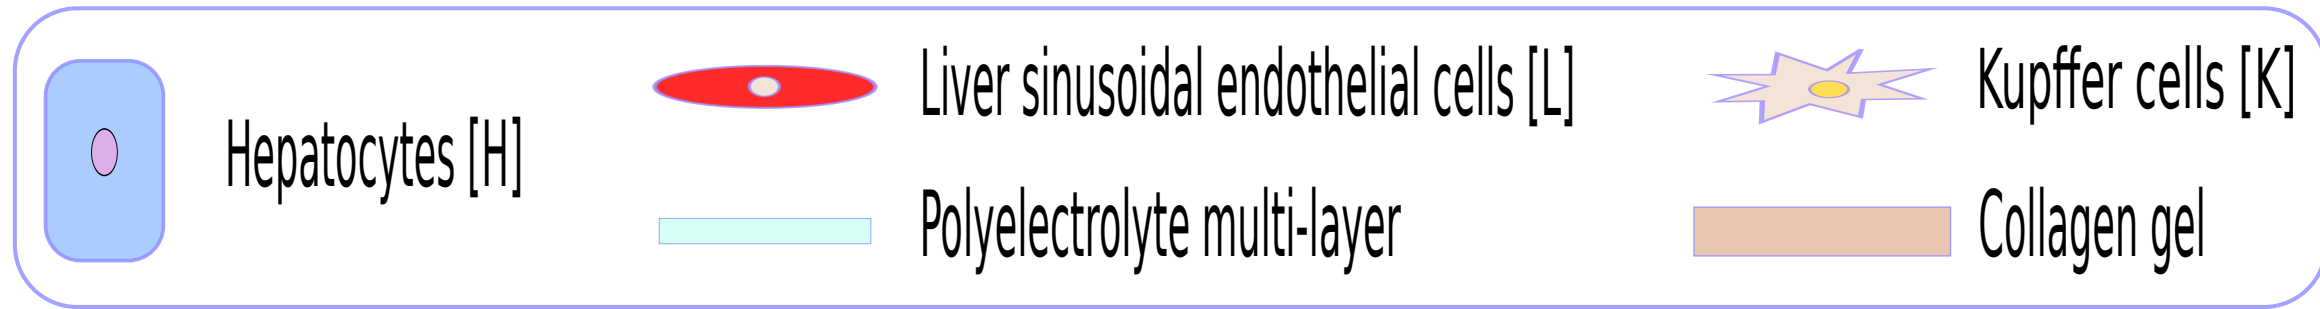 Hepatocytes [H]
Liver sinusoidal endothelial cells [L]
Polyelectrolyte multi-layer
Kupffer cells [K]
Collagen gel